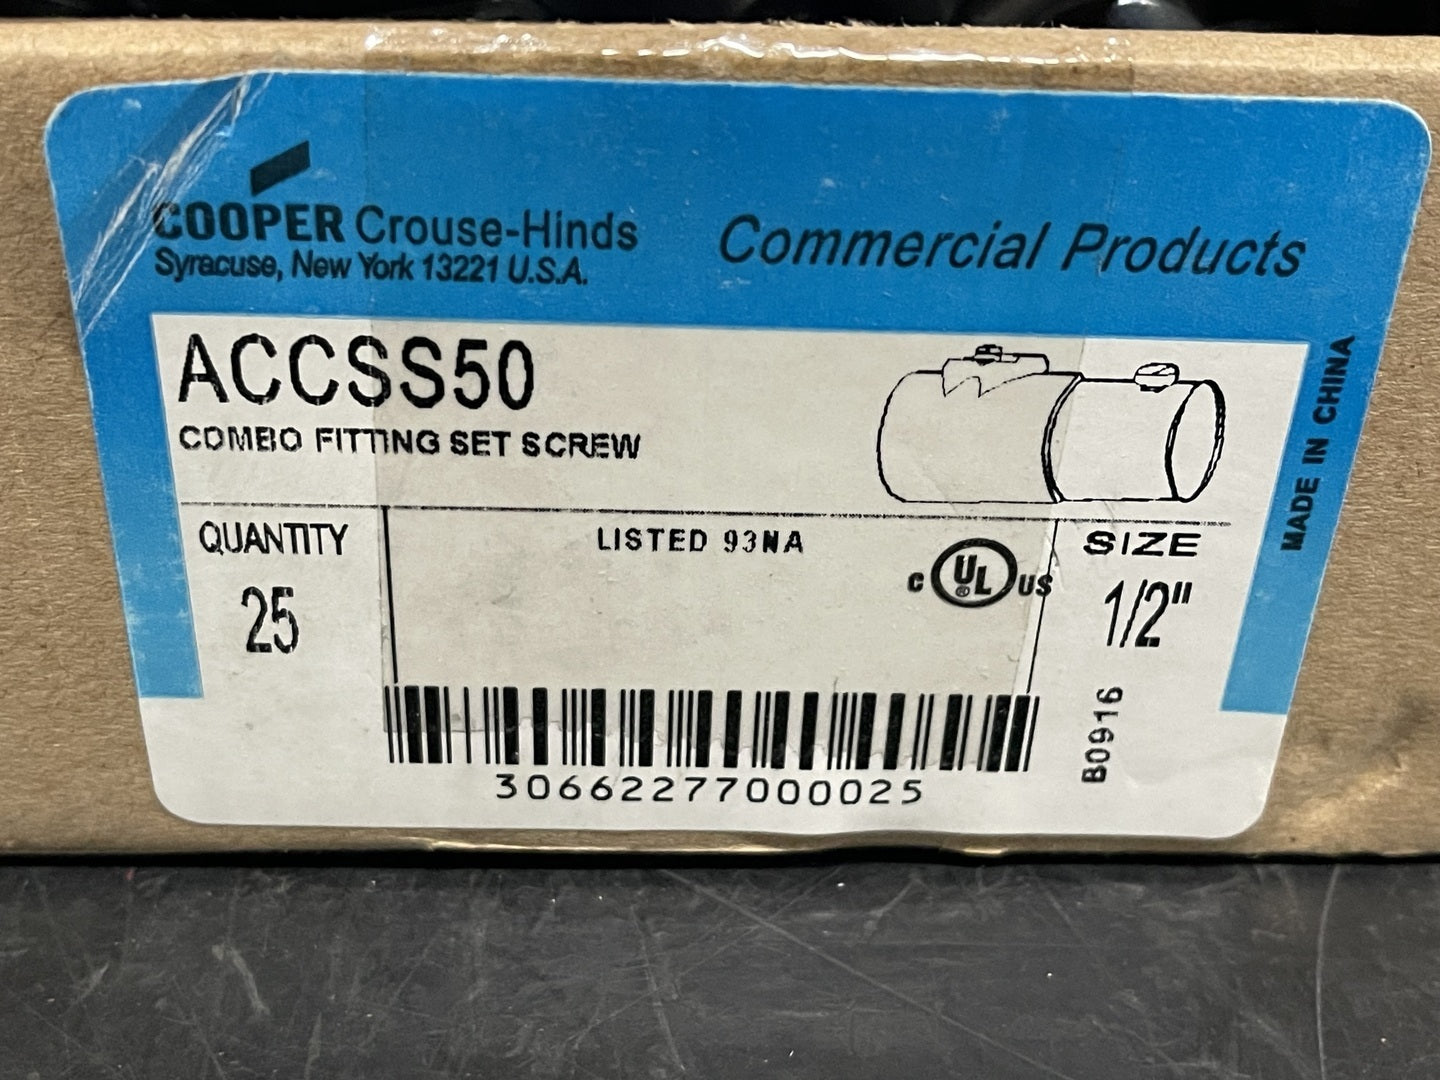 COOPER Crouse-Hinds
Syracuse, New York 13221 U.S.A.
Commercial Products
ACCSS50
COMBO FITTING SET SCREW
MADE IN CHINA
QUANTITY
25
LISTED 93NA
C UL® US
SIZE
1/2"
B0916
30662277000025